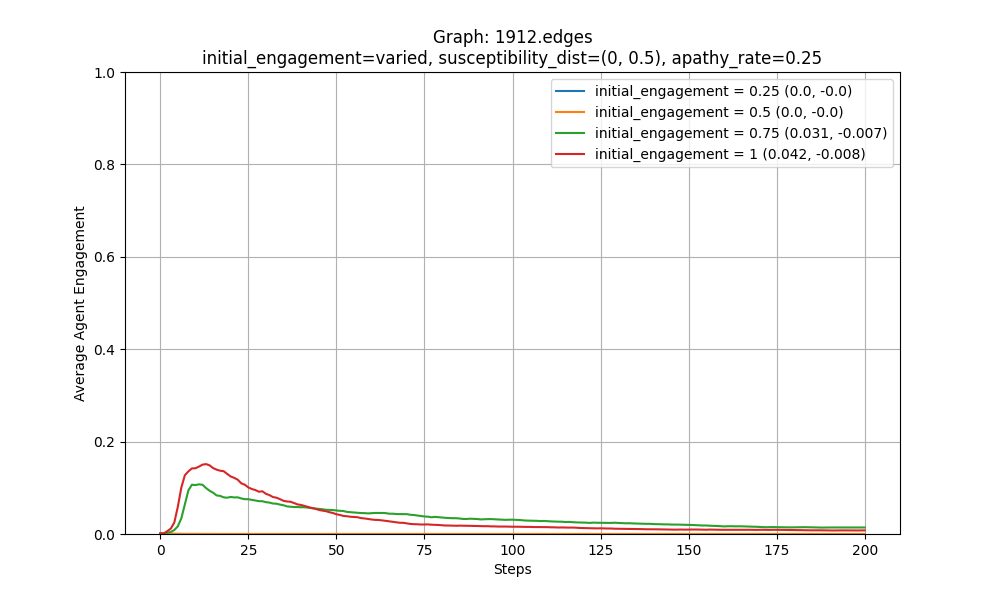 Graph: 1912.edges
initial_engagement=varied, susceptibility_dist=(0, 0.5), apathy_rate=0.25
initial_engagement = 0.25 (0.0, -0.0)
initial_engagement = 0.5 (0.0, -0.0)
initial_engagement = 0.75 (0.031, -0.007)
initial_engagement = 1 (0.042, -0.008)
Average Agent Engagement
1.0
0.8
0.6
0.4
0.2
0.0
0 25 50 75 100 125 150 175 200
Steps